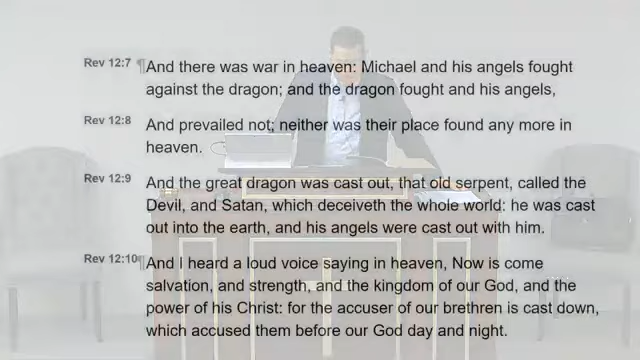 Rev 12:7 ¶And there was war in heaven: Michael and his angels fought
against the dragon; and the dragon fought and his angels,
Rev 12:8 And prevailed not; neither was their place found any more in
heaven.
Rev 12:9 And the great dragon was cast out, that old serpent, called the
Devil, and Satan, which deceiveth the whole world: he was cast
out into the earth, and his angels were cast out with him.
Rev 12:10¶And I heard a loud voice saying in heaven, Now is come
salvation, and strength, and the kingdom of our God, and the
power of his Christ: for the accuser of our brethren is cast down,
which accused them before our God day and night.